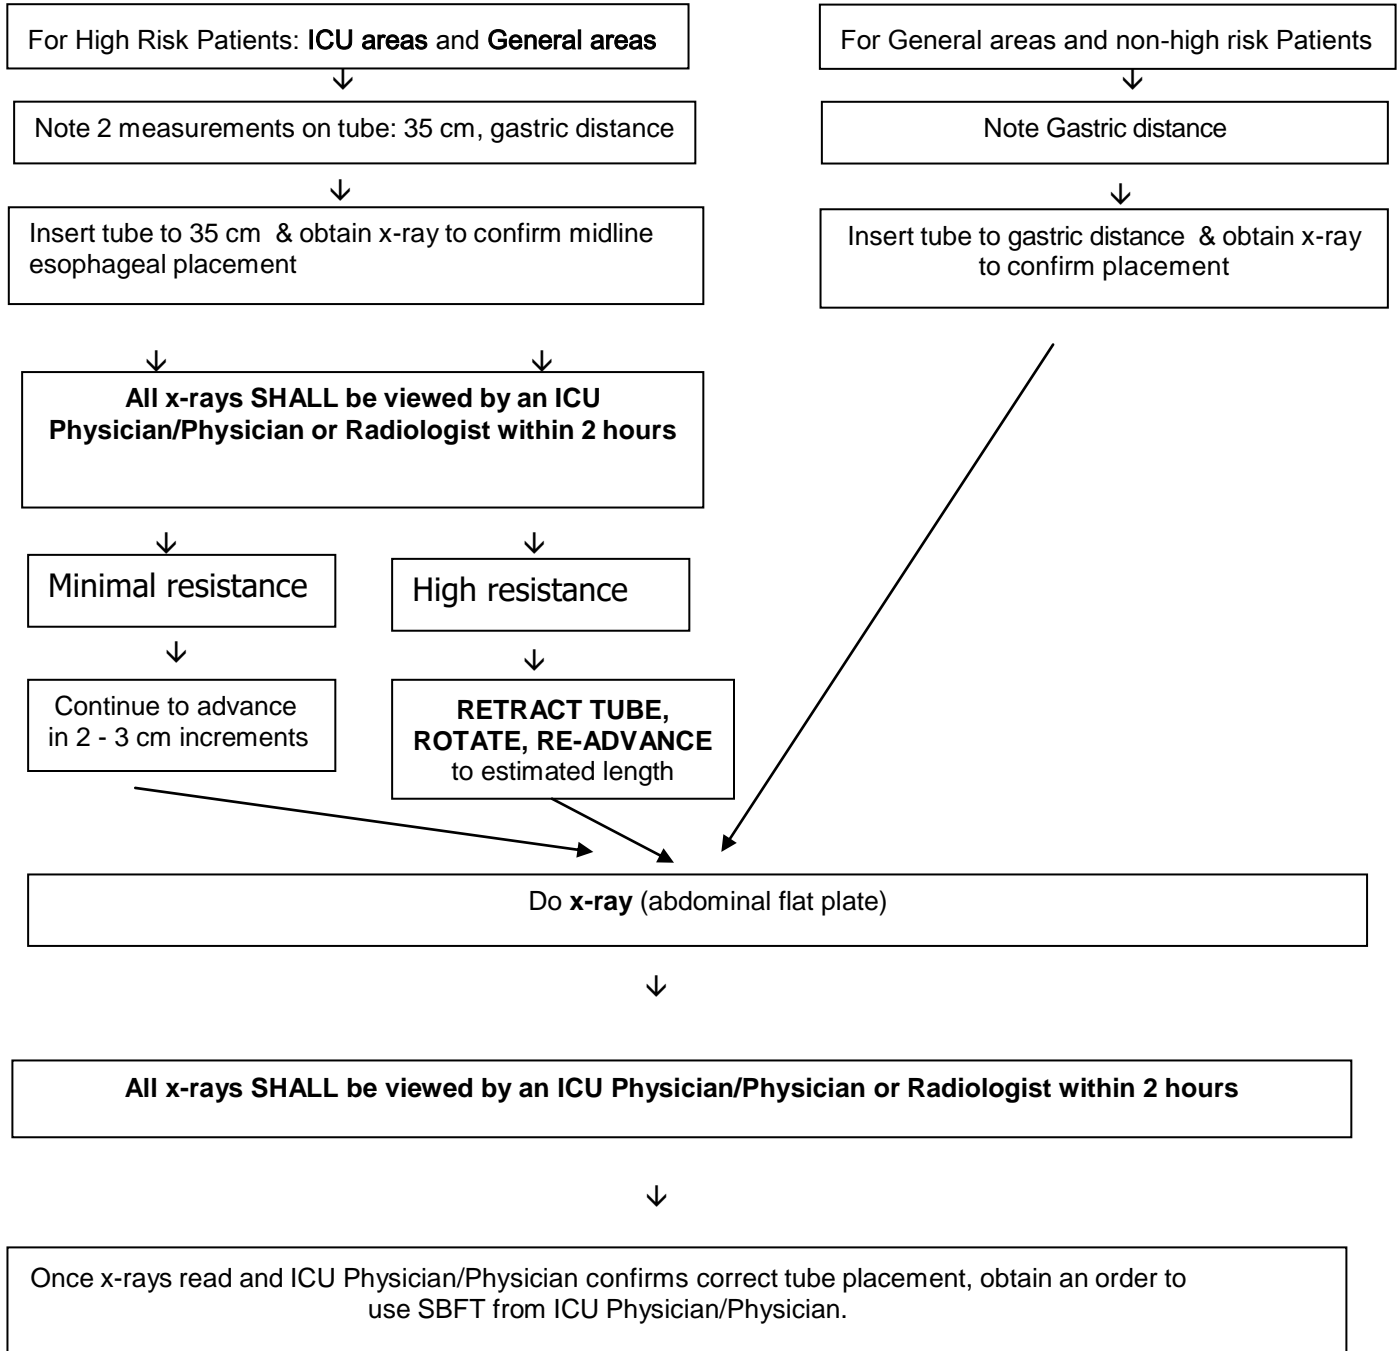 For High Risk Patients: ICU areas and General areas
For General areas and non-high risk Patients
Note 2 measurements on tube: 35 cm, gastric distance
Note Gastric distance
Insert tube to 35 cm & obtain x-ray to confirm midline
esophageal placement
Insert tube to gastric distance & obtain x-ray
to confirm placement
All x-rays SHALL be viewed by an ICU
Physician/Physician or Radiologist within 2 hours
Minimal resistance
High resistance
Continue to advance
in 2 - 3 cm increments
RETRACT TUBE,
ROTATE, RE-ADVANCE
to estimated length
Do x-ray (abdominal flat plate)
All x-rays SHALL be viewed by an ICU Physician/Physician or Radiologist within 2 hours
Once x-rays read and ICU Physician/Physician confirms correct tube placement, obtain an order to
use SBFT from ICU Physician/Physician.